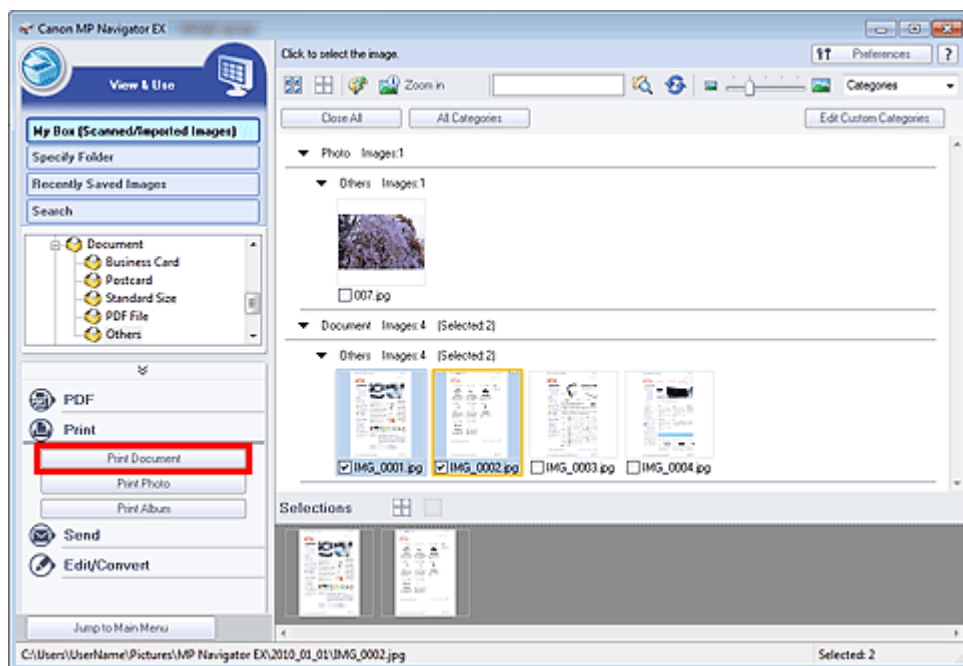 Canon MP Navigator EX
View & Use
My Box (Scanned/Imported Images)
Specify Folder
Recently Saved Images
Search
Document
Business Card
Postcard
Standard Size
PDF File
Others
PDF
Print
Print Document
Print Photo
Print Album
Send
Edit/Convert
Jump to Main Menu
Click to select the image.
Preferences
?
Zoom in
Categories
Close All
All Categories
Edit Custom Categories
Photo Images:1
Others Images:1
007.jpg
Document Images:4 (Selected:2)
Others Images:4 (Selected:2)
IMG_0001.jpg
IMG_0002.jpg
IMG_0003.jpg
IMG_0004.jpg
Selections
C:\Users\UserName\Pictures\MP Navigator EX\2010_01_01\IMG_0002.jpg
Selected: 2